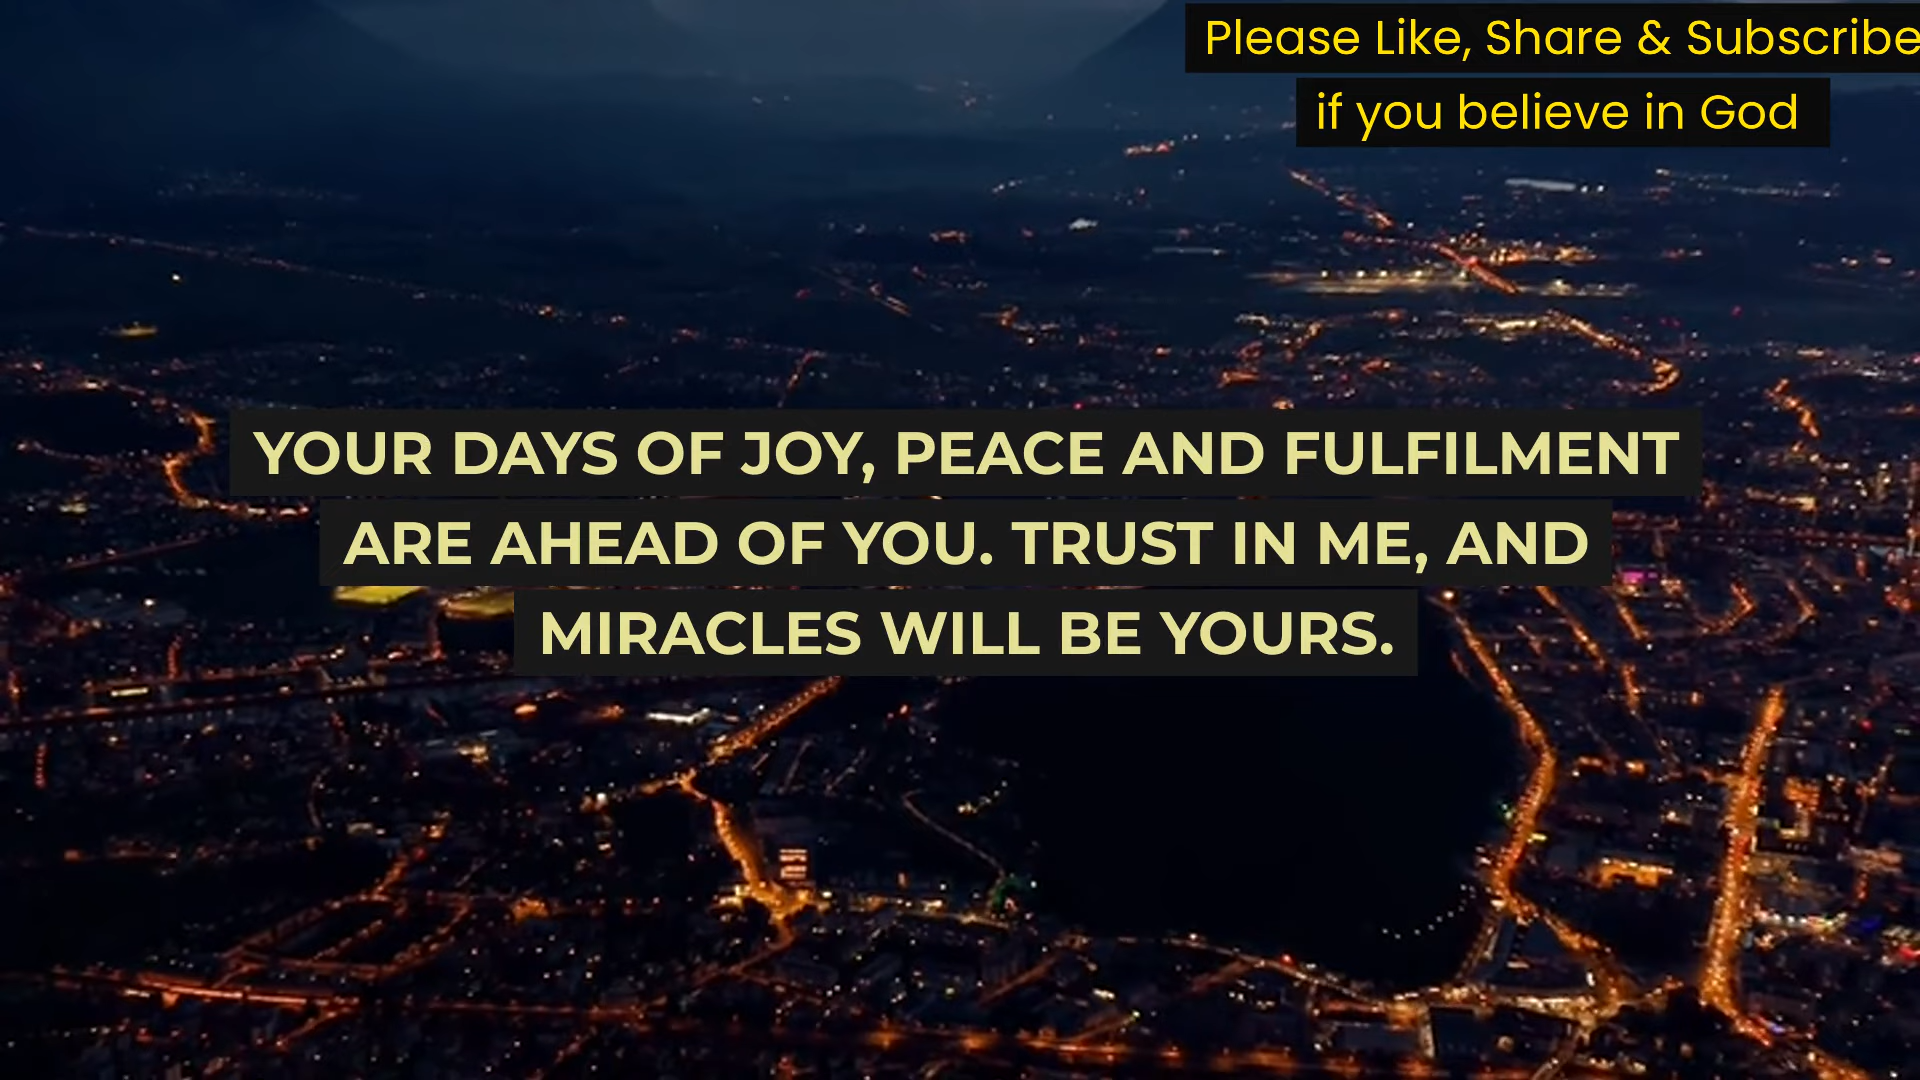 Please Like, Share & Subscribe
if you believe in God
YOUR DAYS OF JOY, PEACE AND FULFILMENT
ARE AHEAD OF YOU. TRUST IN ME, AND
MIRACLES WILL BE YOURS.